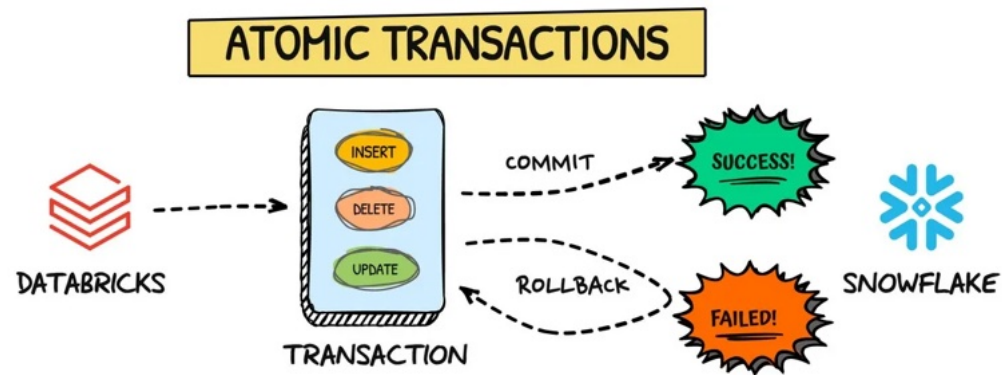 ATOMIC TRANSACTIONS
DATABRICKS
INSERT
DELETE
UPDATE
TRANSACTION
COMMIT
SUCCESS!
ROLLBACK
FAILED!
SNOWFLAKE